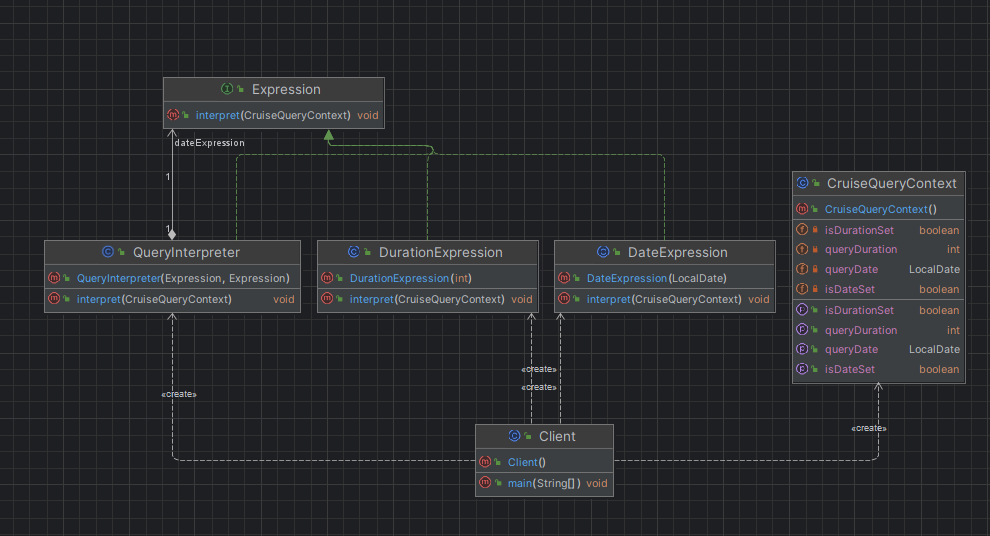 Expression
interpret(CruiseQueryContext) void
dateExpression
1
1
QueryInterpreter
QueryInterpreter(Expression, Expression)
interpret(CruiseQueryContext) void
DurationExpression
DurationExpression(int)
interpret(CruiseQueryContext) void
DateExpression
DateExpression(LocalDate)
interpret(CruiseQueryContext) void
CruiseQueryContext
CruiseQueryContext()
isDurationSet boolean
queryDuration int
queryDate LocalDate
isDateSet boolean
isDurationSet boolean
queryDuration int
queryDate LocalDate
isDateSet boolean
«create»
«create»
«create»
«create»
Client
Client()
main(String[]) void